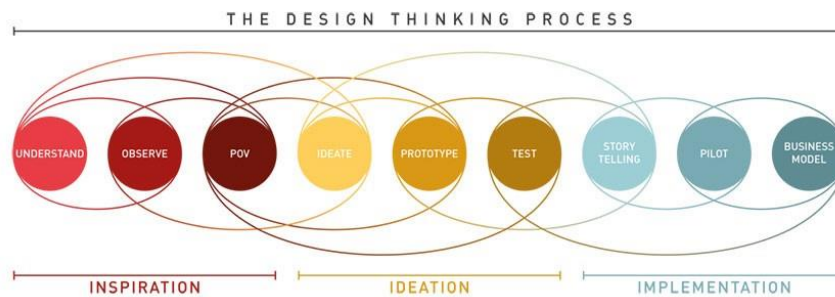 THE DESIGN THINKING PROCESS
UNDERSTAND
OBSERVE
POV
IDEATE
PROTOTYPE
TEST
STORY
TELLING
PILOT
BUSINESS
MODEL
INSPIRATION
IDEATION
IMPLEMENTATION